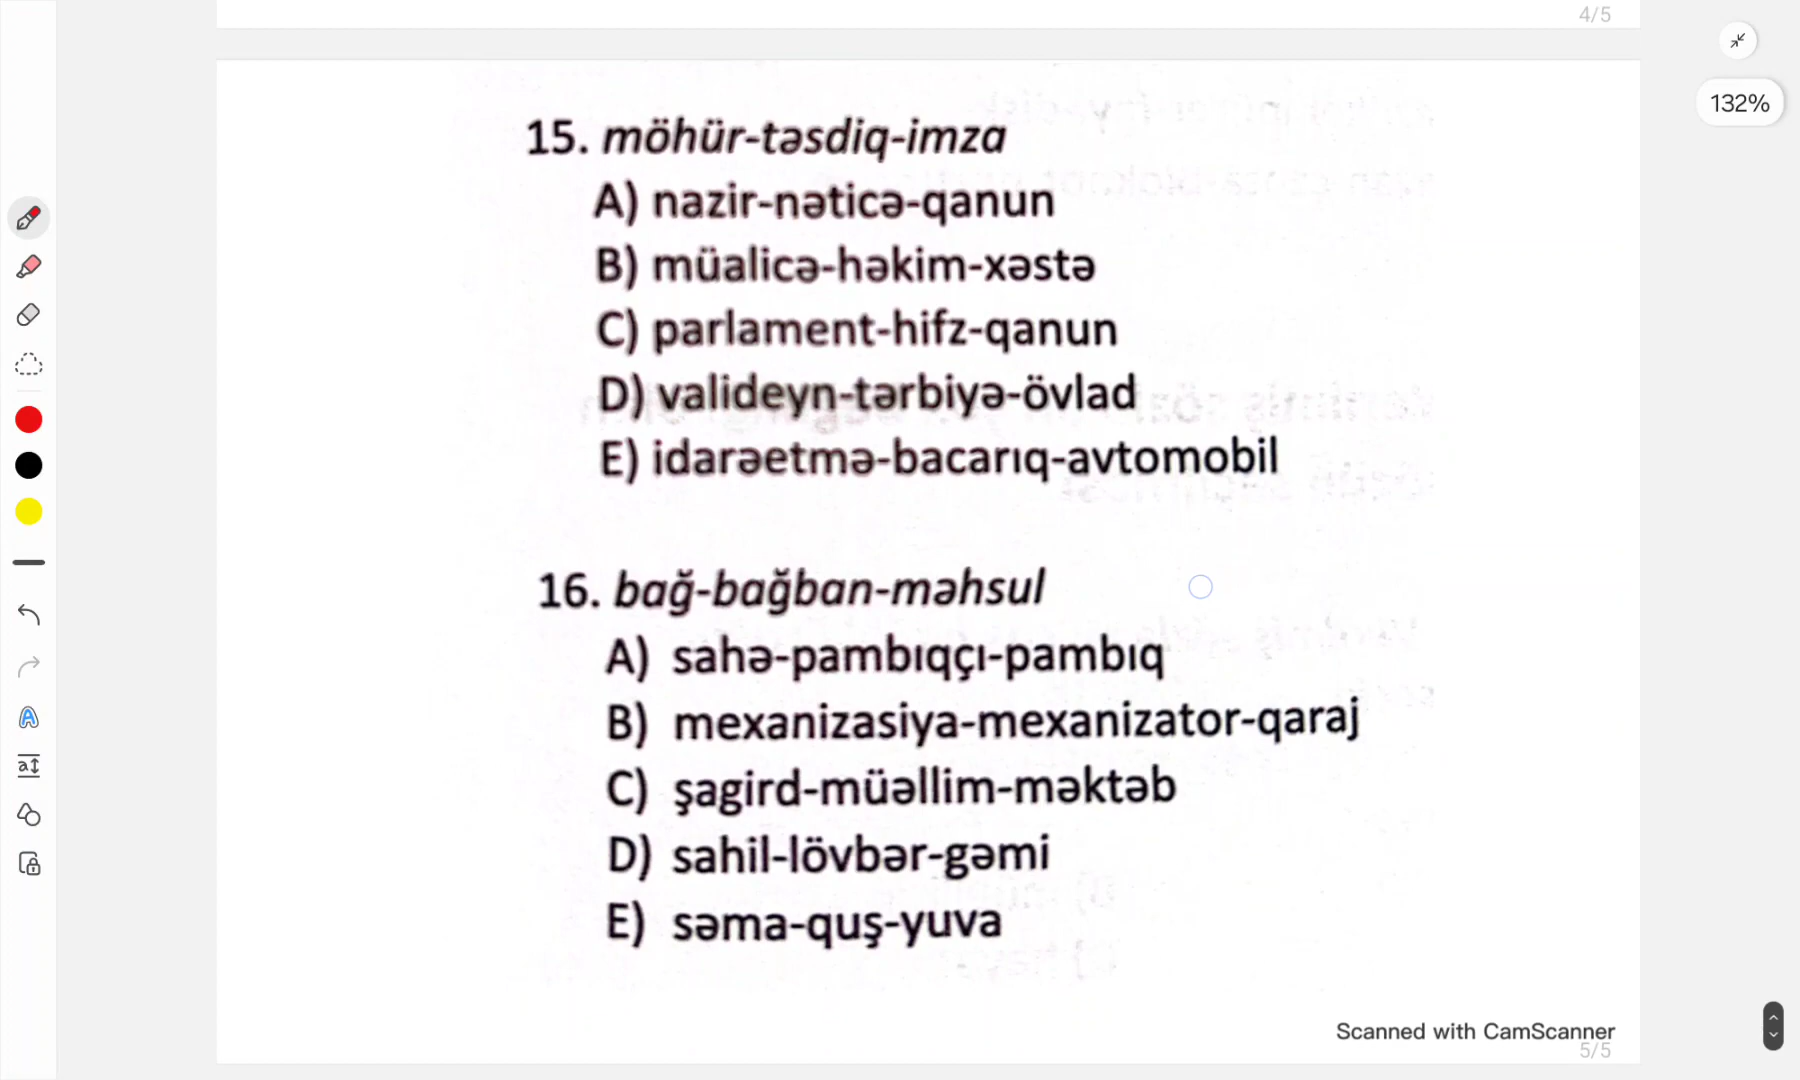 4/5
132%
15. möhür-təsdiq-imza
A) nazir-nəticə-qanun
B) müalicə-həkim-xəstə
C) parlament-hifz-qanun
D) valideyn-tərbiyə-övlad
E) idarəetmə-bacarıq-avtomobil
16. bağ-bağban-məhsul
A) sahə-pambıqçı-pambıq
B) mexanizasiya-mexanizator-qaraj
C) şagird-müəllim-məktəb
D) sahil-lövbər-gəmi
E) səma-quş-yuva
Scanned with CamScanner
5/5